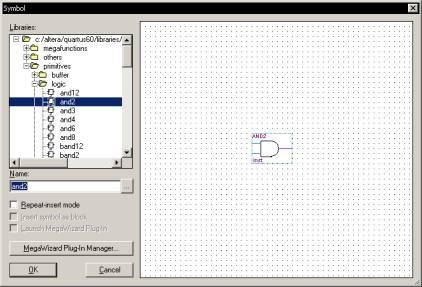 Symbol
Libraries:
c:/altera/quartus60/libraries/
megafunctions
others
primitives
buffer
logic
and12
and2
and3
and4
and6
and8
band12
band2
Name:
and2
...
Repeat-insert mode
Insert symbol as block
Launch MegaWizard Plug-In
MegaWizard Plug-In Manager...
OK
Cancel
AND2
inst